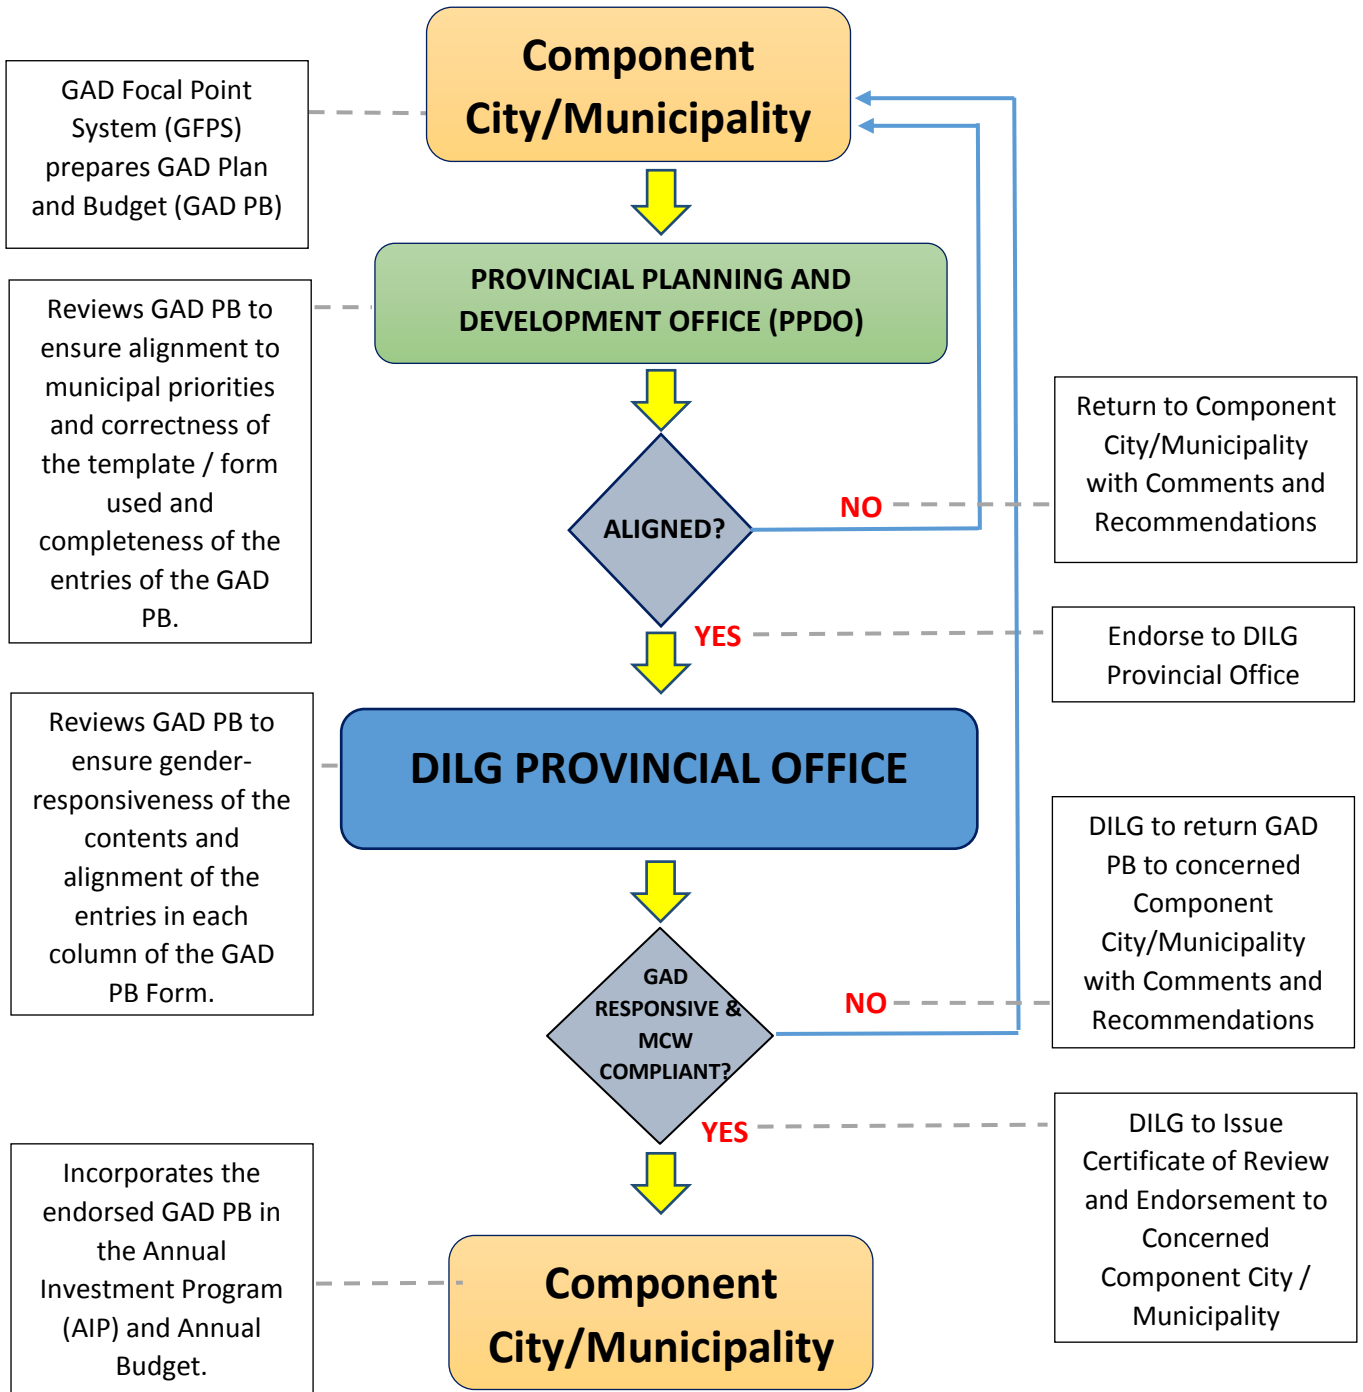 Component
City/Municipality
GAD Focal Point
System (GFPS)
prepares GAD Plan
and Budget (GAD PB)
PROVINCIAL PLANNING AND
DEVELOPMENT OFFICE (PPDO)
Reviews GAD PB to
ensure alignment to
municipal priorities
and correctness of
the template / form
used and
completeness of the
entries of the GAD
PB.
ALIGNED?
NO
Return to Component
City/Municipality
with Comments and
Recommendations
YES
Endorse to DILG
Provincial Office
DILG PROVINCIAL OFFICE
Reviews GAD PB to
ensure gender-
responsiveness of the
contents and
alignment of the
entries in each
column of the GAD
PB Form.
GAD
RESPONSIVE &
MCW
COMPLIANT?
NO
DILG to return GAD
PB to concerned
Component
City/Municipality
with Comments and
Recommendations
YES
DILG to Issue
Certificate of Review
and Endorsement to
Concerned
Component City /
Municipality
Incorporates the
endorsed GAD PB in
the Annual
Investment Program
(AIP) and Annual
Budget.
Component
City/Municipality